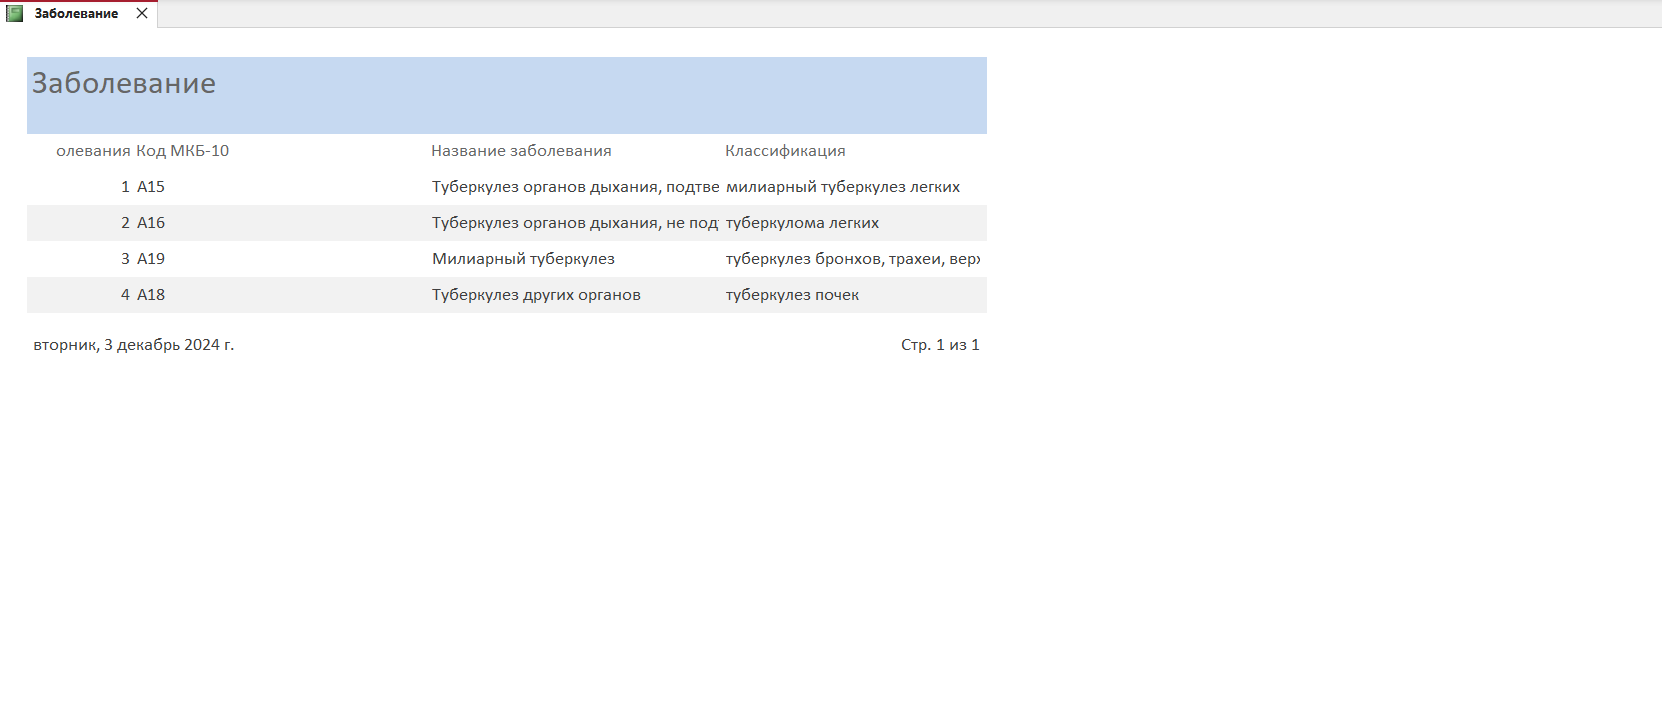 Заболевание
Заболевание
олевания Код МКБ-10 Название заболевания Классификация
1 A15 Туберкулез органов дыхания, подтве милиарный туберкулез легких
2 A16 Туберкулез органов дыхания, не под туберкулома легких
3 A19 Милиарный туберкулез туберкулез бронхов, трахеи, верх
4 A18 Туберкулез других органов туберкулез почек
вторник, 3 декабрь 2024 г. Стр. 1 из 1